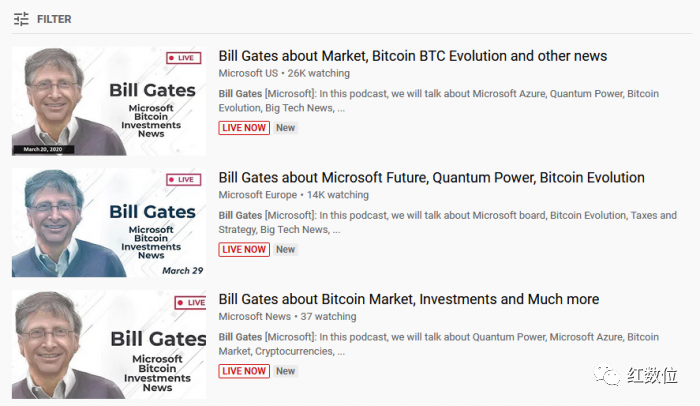 FILTER
LIVE
Bill Gates
Microsoft
Bitcoin
Investments
News
March 20, 2020
Bill Gates about Market, Bitcoin BTC Evolution and other news
Microsoft US • 26K watching
Bill Gates [Microsoft]: In this podcast, we will talk about Microsoft Azure, Quantum Power, Bitcoin
Evolution, Big Tech News, ...
LIVE NOW New
LIVE
Bill Gates
Microsoft
Bitcoin
Investments
News
March 29
Bill Gates about Microsoft Future, Quantum Power, Bitcoin Evolution
Microsoft Europe • 14K watching
Bill Gates [Microsoft]: In this podcast, we will talk about Microsoft board, Bitcoin Evolution, Taxes and
Strategy, Big Tech News, ...
LIVE NOW New
LIVE
Bill Gates
Microsoft
Bitcoin
Investments
News
Bill Gates about Bitcoin Market, Investments and Much more
Microsoft News • 37 watching
Bill Gates [Microsoft]: In this podcast, we will talk about Quantum Power, Microsoft Azure, Bitcoin
Market, Cryptocurrencies, ...
LIVE NOW New
红数位